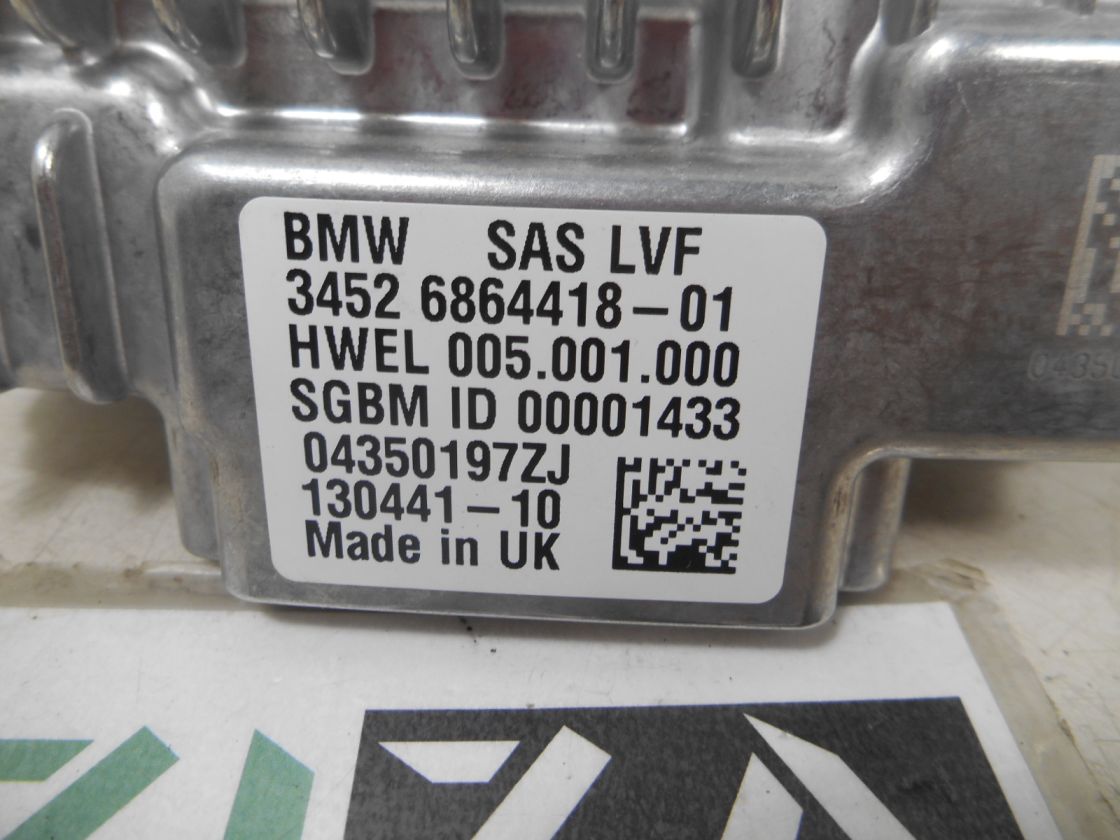 BMW SAS LVF
3452 6864418-01
HWEL 005.001.000
SGBM ID 00001433
04350197ZJ
130441-10
Made in UK